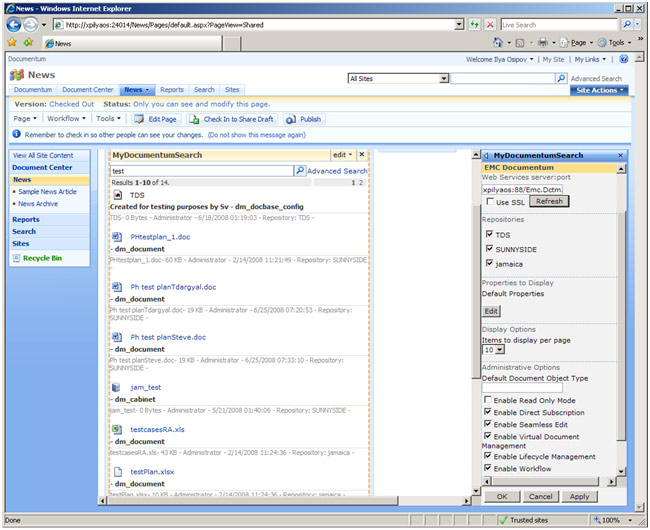 News - Windows Internet Explorer
http://xpilyaos:24014/News/Pages/default.aspx?PageView=Shared
Live Search
News
Page
Tools
Documentum
Welcome Ilya Osipov
My Site
My Links
News
All Sites
Advanced Search
Documentum
Document Center
News
Reports
Search
Sites
Site Actions
Version: Checked Out Status: Only you can see and modify this page.
Page
Workflow
Tools
Edit Page
Check In to Share Draft
Publish
Remember to check in so other people can see your changes. (Do not show this message again)
View All Site Content
Document Center
News
Sample News Article
News Archive
Reports
Search
Sites
Recycle Bin
MyDocumentumSearch
edit
test
Advanced Search
Results 1-10 of 14.
1 2
TDS
Created for testing purposes by Sv - dm_docbase_config
TDS- 0 Bytes - Administrator - 6/18/2008 01:19:03 - Repository: TDS -
PHtestplan_1.doc
- dm_document
PHtestplan_1.doc- 60 KB - Administrator - 2/14/2008 11:21:49 - Repository: SUNNYSIDE
-
Ph test planTdargyal.doc
- dm_document
Ph test planTdargyal.doc- 19 KB - Administrator - 6/25/2008 07:20:53 - Repository:
SUNNYSIDE -
Ph test planSteve.doc
- dm_document
Ph test planSteve.doc- 19 KB - Administrator - 6/25/2008 07:33:10 - Repository:
SUNNYSIDE -
jam_test
- dm_cabinet
jam_test- 0 Bytes - Administrator - 5/21/2008 01:40:06 - Repository: SUNNYSIDE -
testcasesRA.xls
- dm_document
testcasesRA.xls- 43 KB - Administrator - 2/14/2008 11:24:36 - Repository: jamaica -
testPlan.xlsx
- dm_document
testPlan.xlsx- 10 KB - Administrator - 2/14/2008 11:24:36 - Repository: jamaica -
MyDocumentumSearch
EMC Documentum
Web Services server:port
xpilyaos:88/Emc.Dctm
Use SSL
Refresh
Repositories
TDS
SUNNYSIDE
jamaica
Properties to Display
Default Properties
Edit
Display Options
Items to display per page
10
Administrative Options
Default Document Object Type
Enable Read Only Mode
Enable Direct Subscription
Enable Seamless Edit
Enable Virtual Document
Management
Enable Lifecycle Management
Enable Workflow
OK
Cancel
Apply
Done
Trusted sites
100%